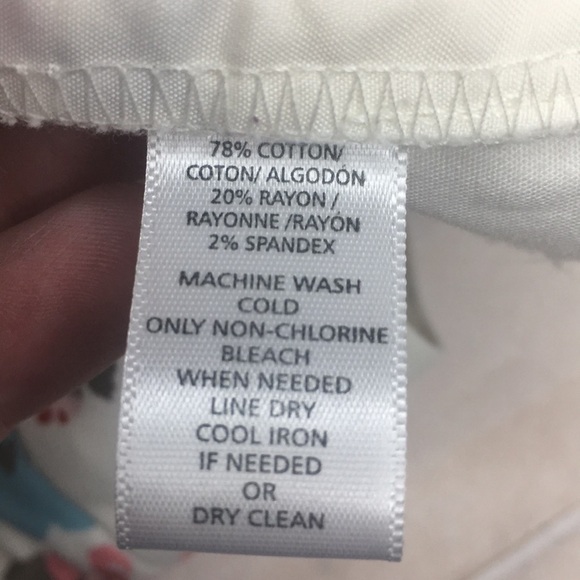 78% COTTON/
COTON/ ALGODÓN
20% RAYON /
RAYONNE /RAYÓN
2% SPANDEX
MACHINE WASH
COLD
ONLY NON-CHLORINE
BLEACH
WHEN NEEDED
LINE DRY
COOL IRON
IF NEEDED
OR
DRY CLEAN